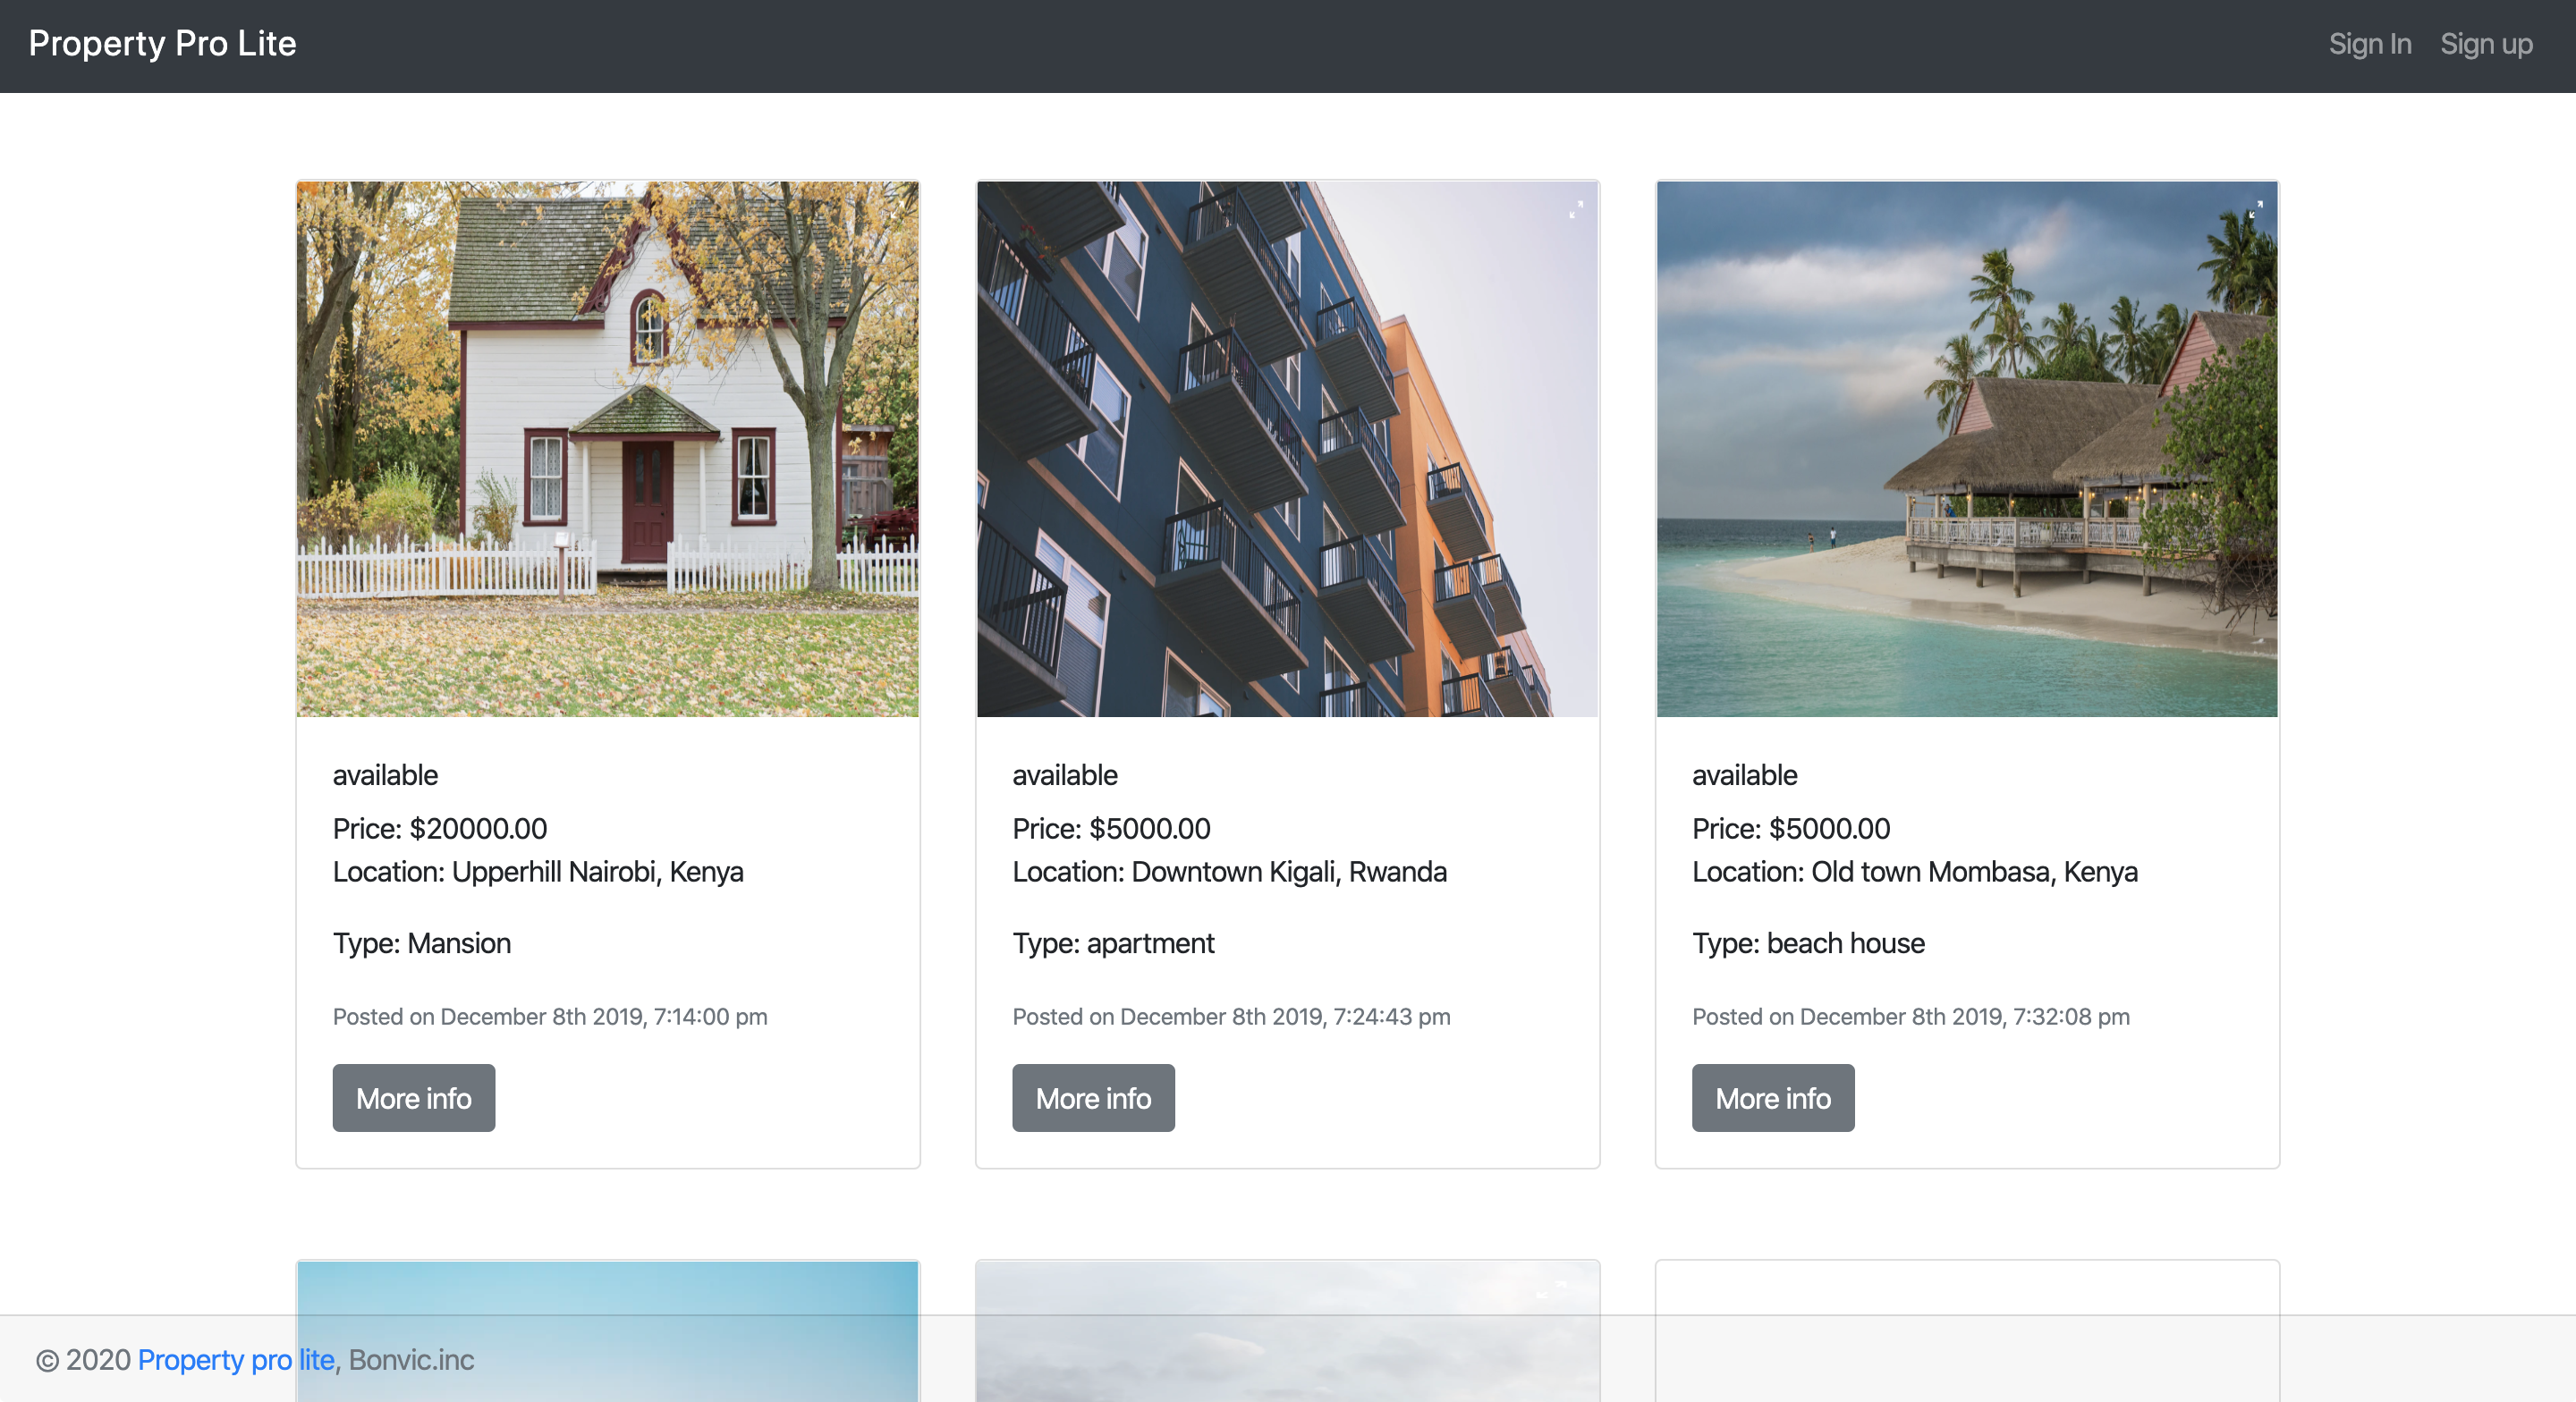 Property Pro Lite
Sign In Sign up
available
Price: $20000.00
Location: Upperhill Nairobi, Kenya
Type: Mansion
Posted on December 8th 2019, 7:14:00 pm
More info
available
Price: $5000.00
Location: Downtown Kigali, Rwanda
Type: apartment
Posted on December 8th 2019, 7:24:43 pm
More info
available
Price: $5000.00
Location: Old town Mombasa, Kenya
Type: beach house
Posted on December 8th 2019, 7:32:08 pm
More info
© 2020 Property pro lite, Bonvic.inc